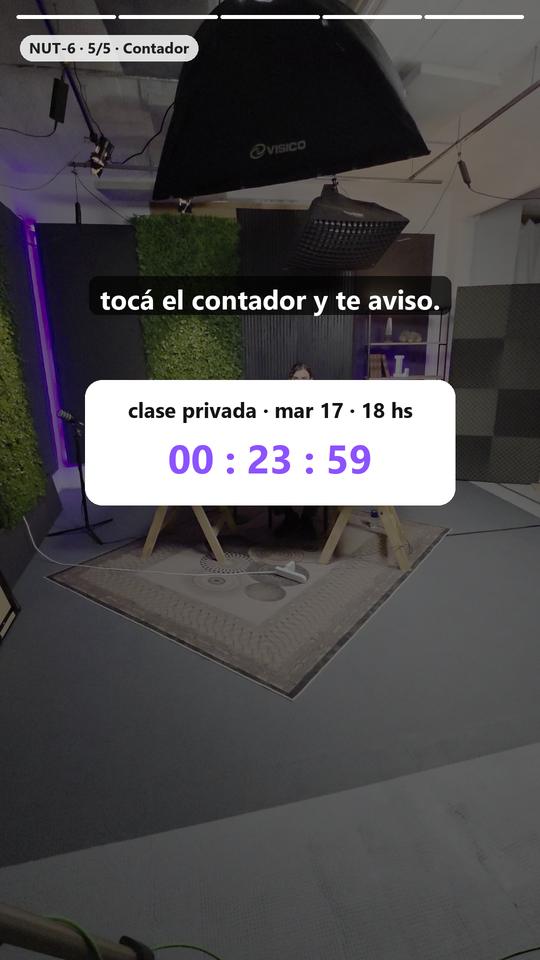 NUT-6 · 5/5 · Contador
VISICO
tocá el contador y te aviso.
clase privada · mar 17 · 18 hs
00 : 23 : 59